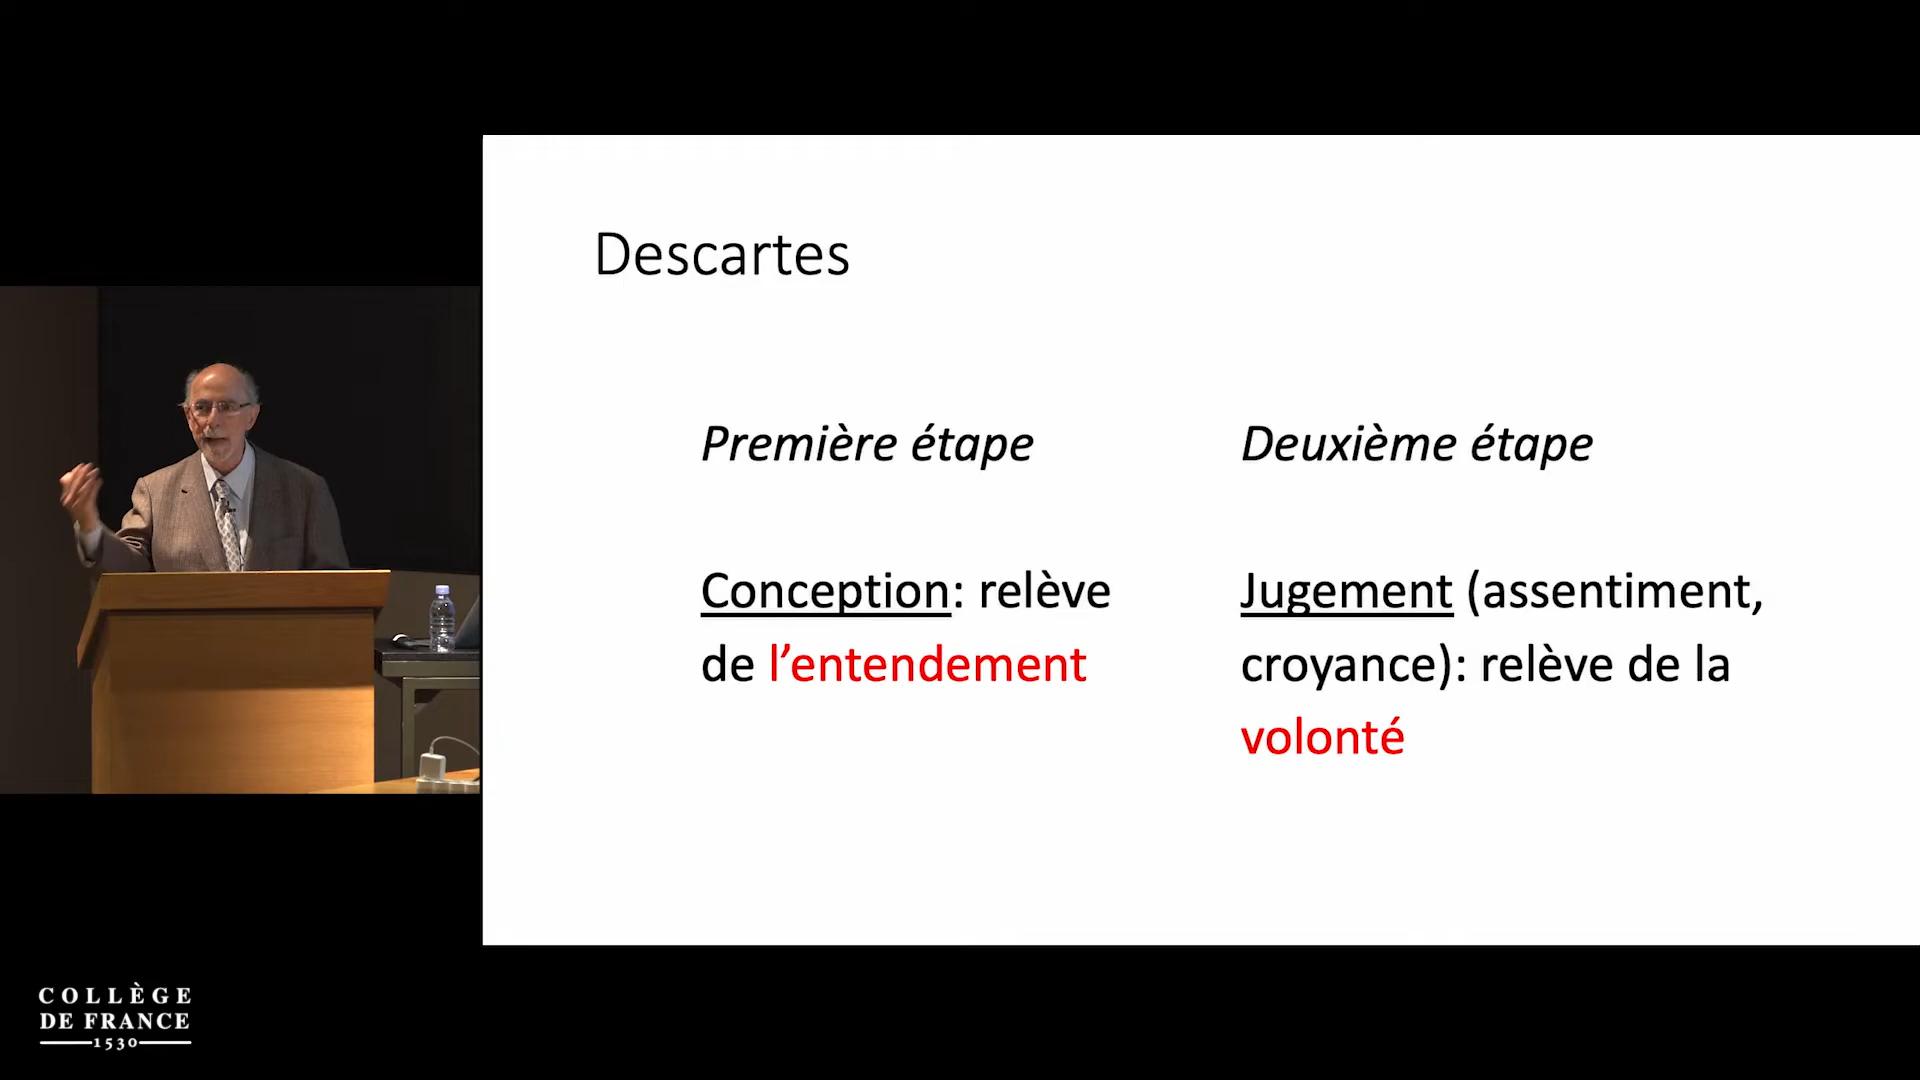 Descartes
Première étape
Deuxième étape
Conception: relève
de l’entendement
Jugement (assentiment,
croyance): relève de la
volonté
COLLÈGE
DE FRANCE
1530